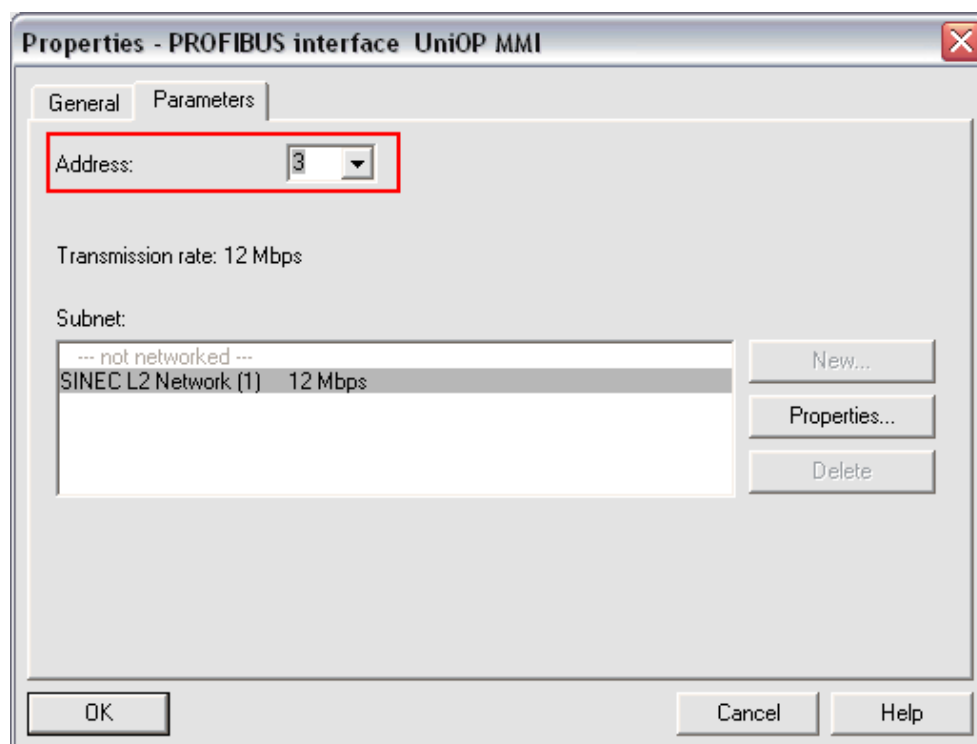 Properties - PROFIBUS interface  UniOP MMI
General
Parameters
Address:
3
Transmission rate: 12 Mbps
Subnet:
--- not networked ---
SINEC L2 Network (1)  12 Mbps
New...
Properties...
Delete
OK
Cancel
Help